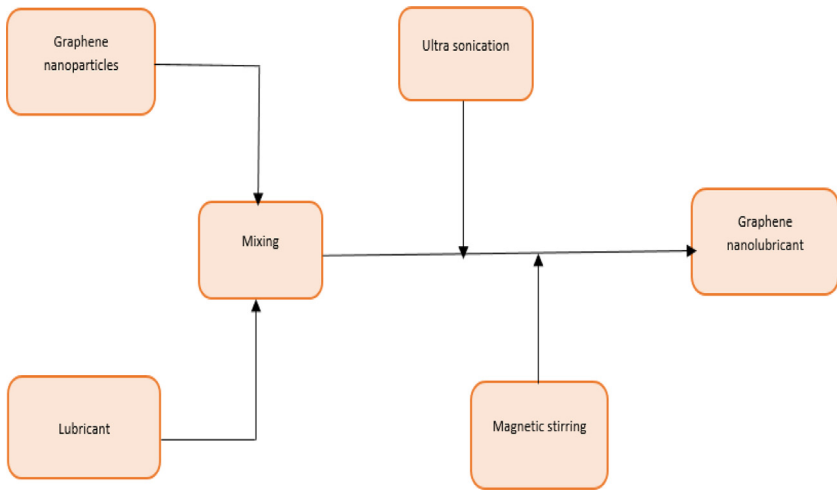 Graphene
nanoparticles
Ultra sonication
Mixing
Graphene
nanolubricant
Lubricant
Magnetic stirring